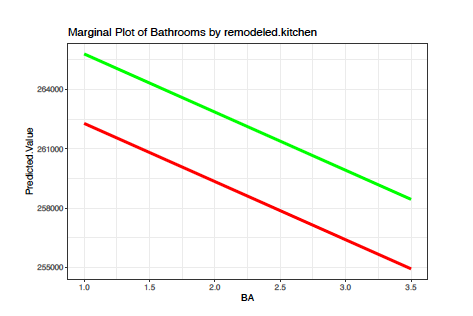 Marginal Plot of Bathrooms by remodeled.kitchen
264000
261000
258000
255000
Predicted.Value
1.0 1.5 2.0 2.5 3.0 3.5
BA